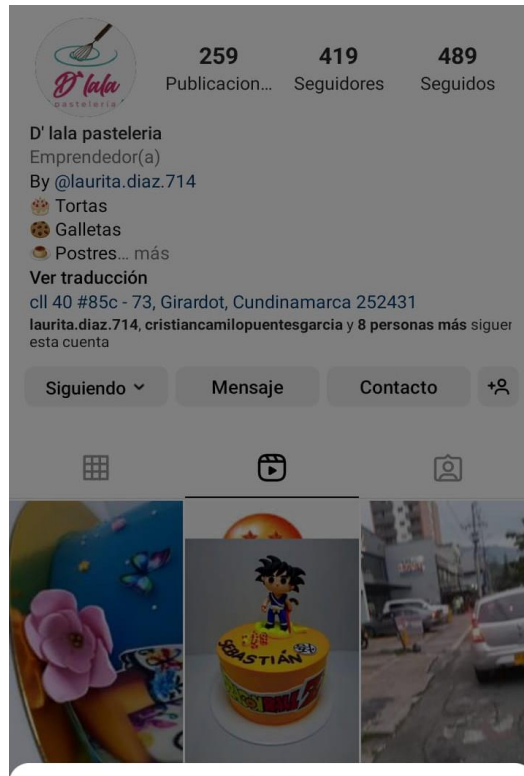 D' lala
pastelería
259
Publicacion...
419
Seguidores
489
Seguidos
D' lala pasteleria
Emprendedor(a)
By @laurita.diaz.714
Tortas
Galletas
Postres... más
Ver traducción
cll 40 #85c - 73, Girardot, Cundinamarca 252431
laurita.diaz.714, cristiancamilopuentesgarcia y 8 personas más siguen
esta cuenta
Siguiendo
Mensaje
Contacto
SEBASTIÁN